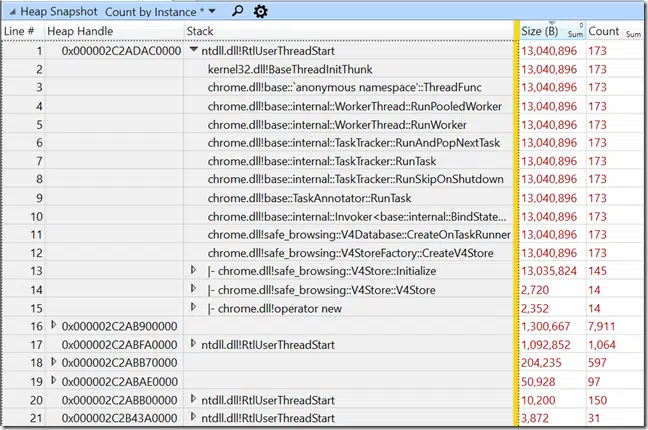 Heap Snapshot Count by Instance *
Line # Heap Handle Stack Size (B) 0 Sum Count Sum
1 0x000002C2ADAC0000 ntdll.dll!RtlUserThreadStart 13,040,896 173
2 kernel32.dll!BaseThreadInitThunk 13,040,896 173
3 chrome.dll!base::`anonymous namespace'::ThreadFunc 13,040,896 173
4 chrome.dll!base::internal::WorkerThread::RunPooledWorker 13,040,896 173
5 chrome.dll!base::internal::WorkerThread::RunWorker 13,040,896 173
6 chrome.dll!base::internal::TaskTracker::RunAndPopNextTask 13,040,896 173
7 chrome.dll!base::internal::TaskTracker::RunTask 13,040,896 173
8 chrome.dll!base::internal::TaskTracker::RunSkipOnShutdown 13,040,896 173
9 chrome.dll!base::TaskAnnotator::RunTask 13,040,896 173
10 chrome.dll!base::internal::Invoker<base::internal::BindState... 13,040,896 173
11 chrome.dll!safe_browsing::V4Database::CreateOnTaskRunner 13,040,896 173
12 chrome.dll!safe_browsing::V4StoreFactory::CreateV4Store 13,040,896 173
13 |- chrome.dll!safe_browsing::V4Store::Initialize 13,035,824 145
14 |- chrome.dll!safe_browsing::V4Store::V4Store 2,720 14
15 |- chrome.dll!operator new 2,352 14
16 0x000002C2AB900000 1,300,667 7,911
17 0x000002C2ABFA0000 ntdll.dll!RtlUserThreadStart 1,092,852 1,064
18 0x000002C2ABB70000 204,235 597
19 0x000002C2ABAE0000 50,928 97
20 0x000002C2ABB00000 ntdll.dll!RtlUserThreadStart 10,200 150
21 0x000002C2B43A0000 ntdll.dll!RtlUserThreadStart 3,872 31